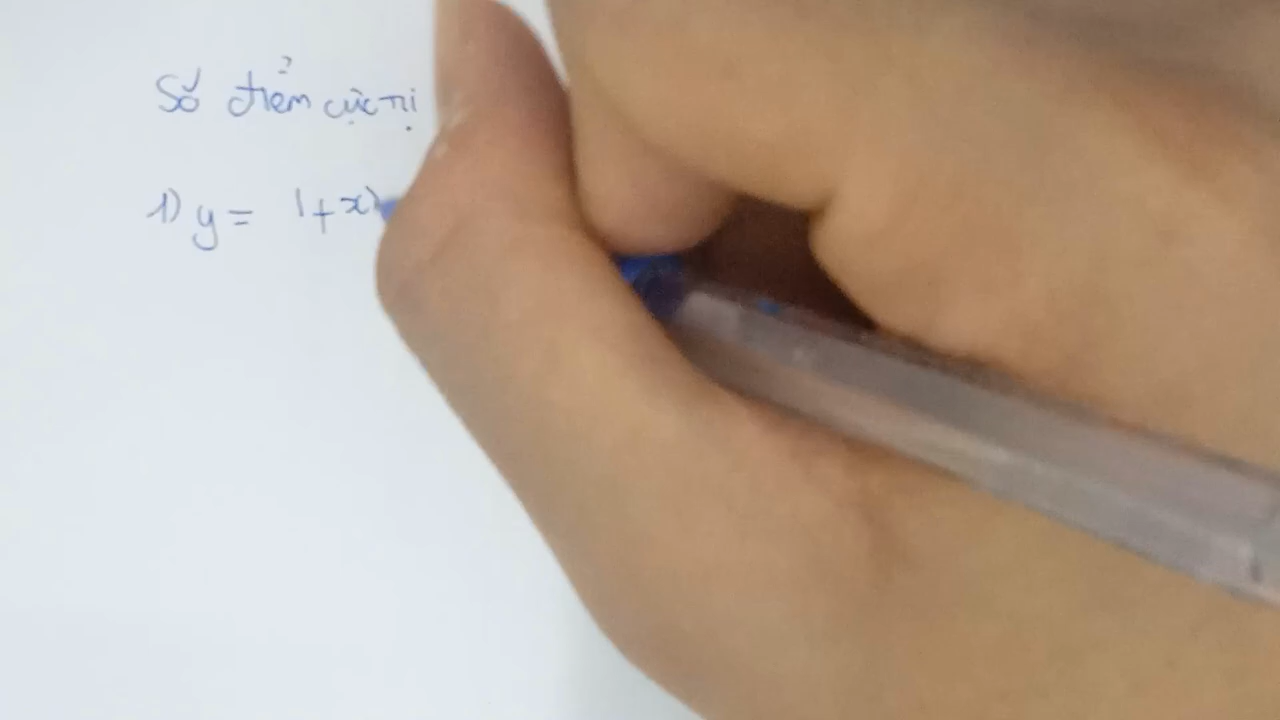 Số điểm cực trị
1) y = 1+x